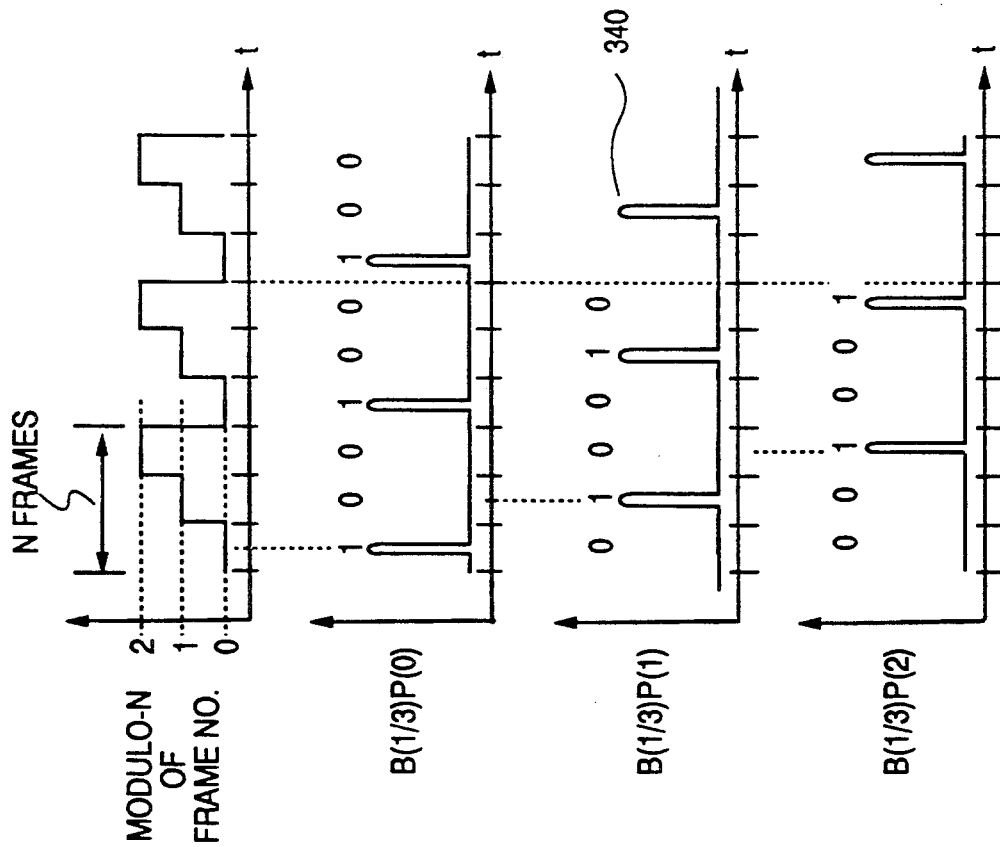 N FRAMES
MODULO-N
OF
FRAME NO.
2
1
0
t
B(1/3)P(0)
1 0 0 1 0 0 1 0 0
t
B(1/3)P(1)
0 1 0 0 1 0
340
t
B(1/3)P(2)
0 0 1 0 0 1
t